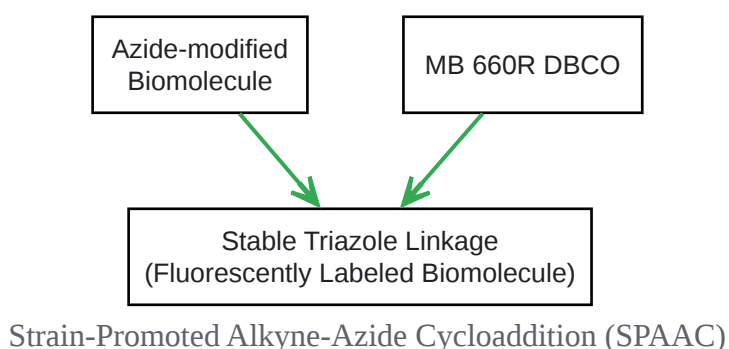 Azide-modified
Biomolecule
MB 660R DBCO
Stable Triazole Linkage
(Fluorescently Labeled Biomolecule)
Strain-Promoted Alkyne-Azide Cycloaddition (SPAAC)